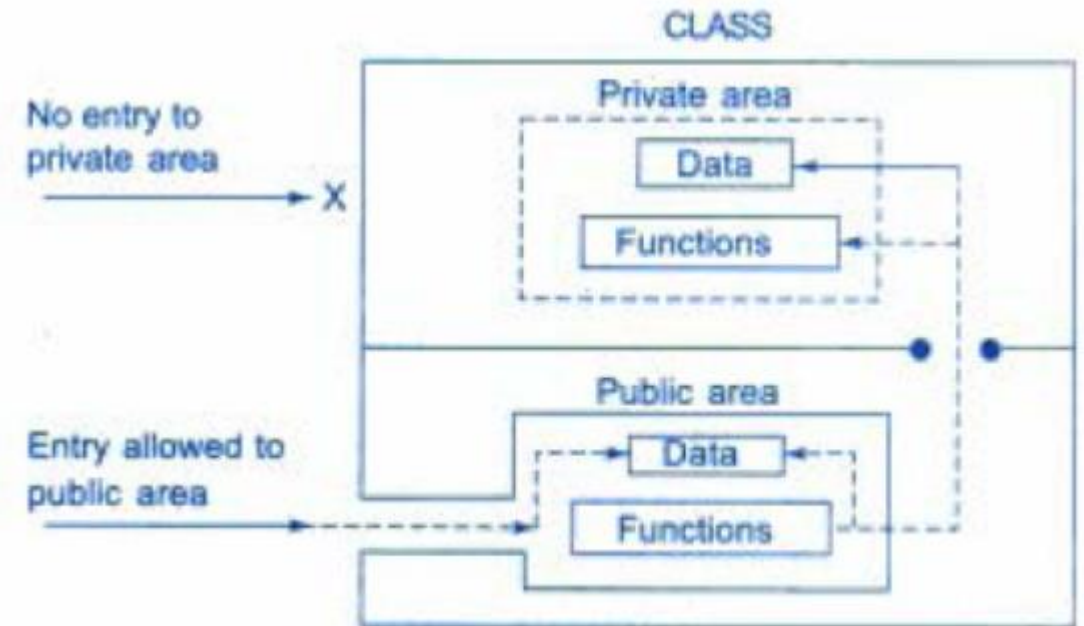 CLASS
No entry to
private area
X
Private area
Data
Functions
Entry allowed to
public area
Public area
Data
Functions